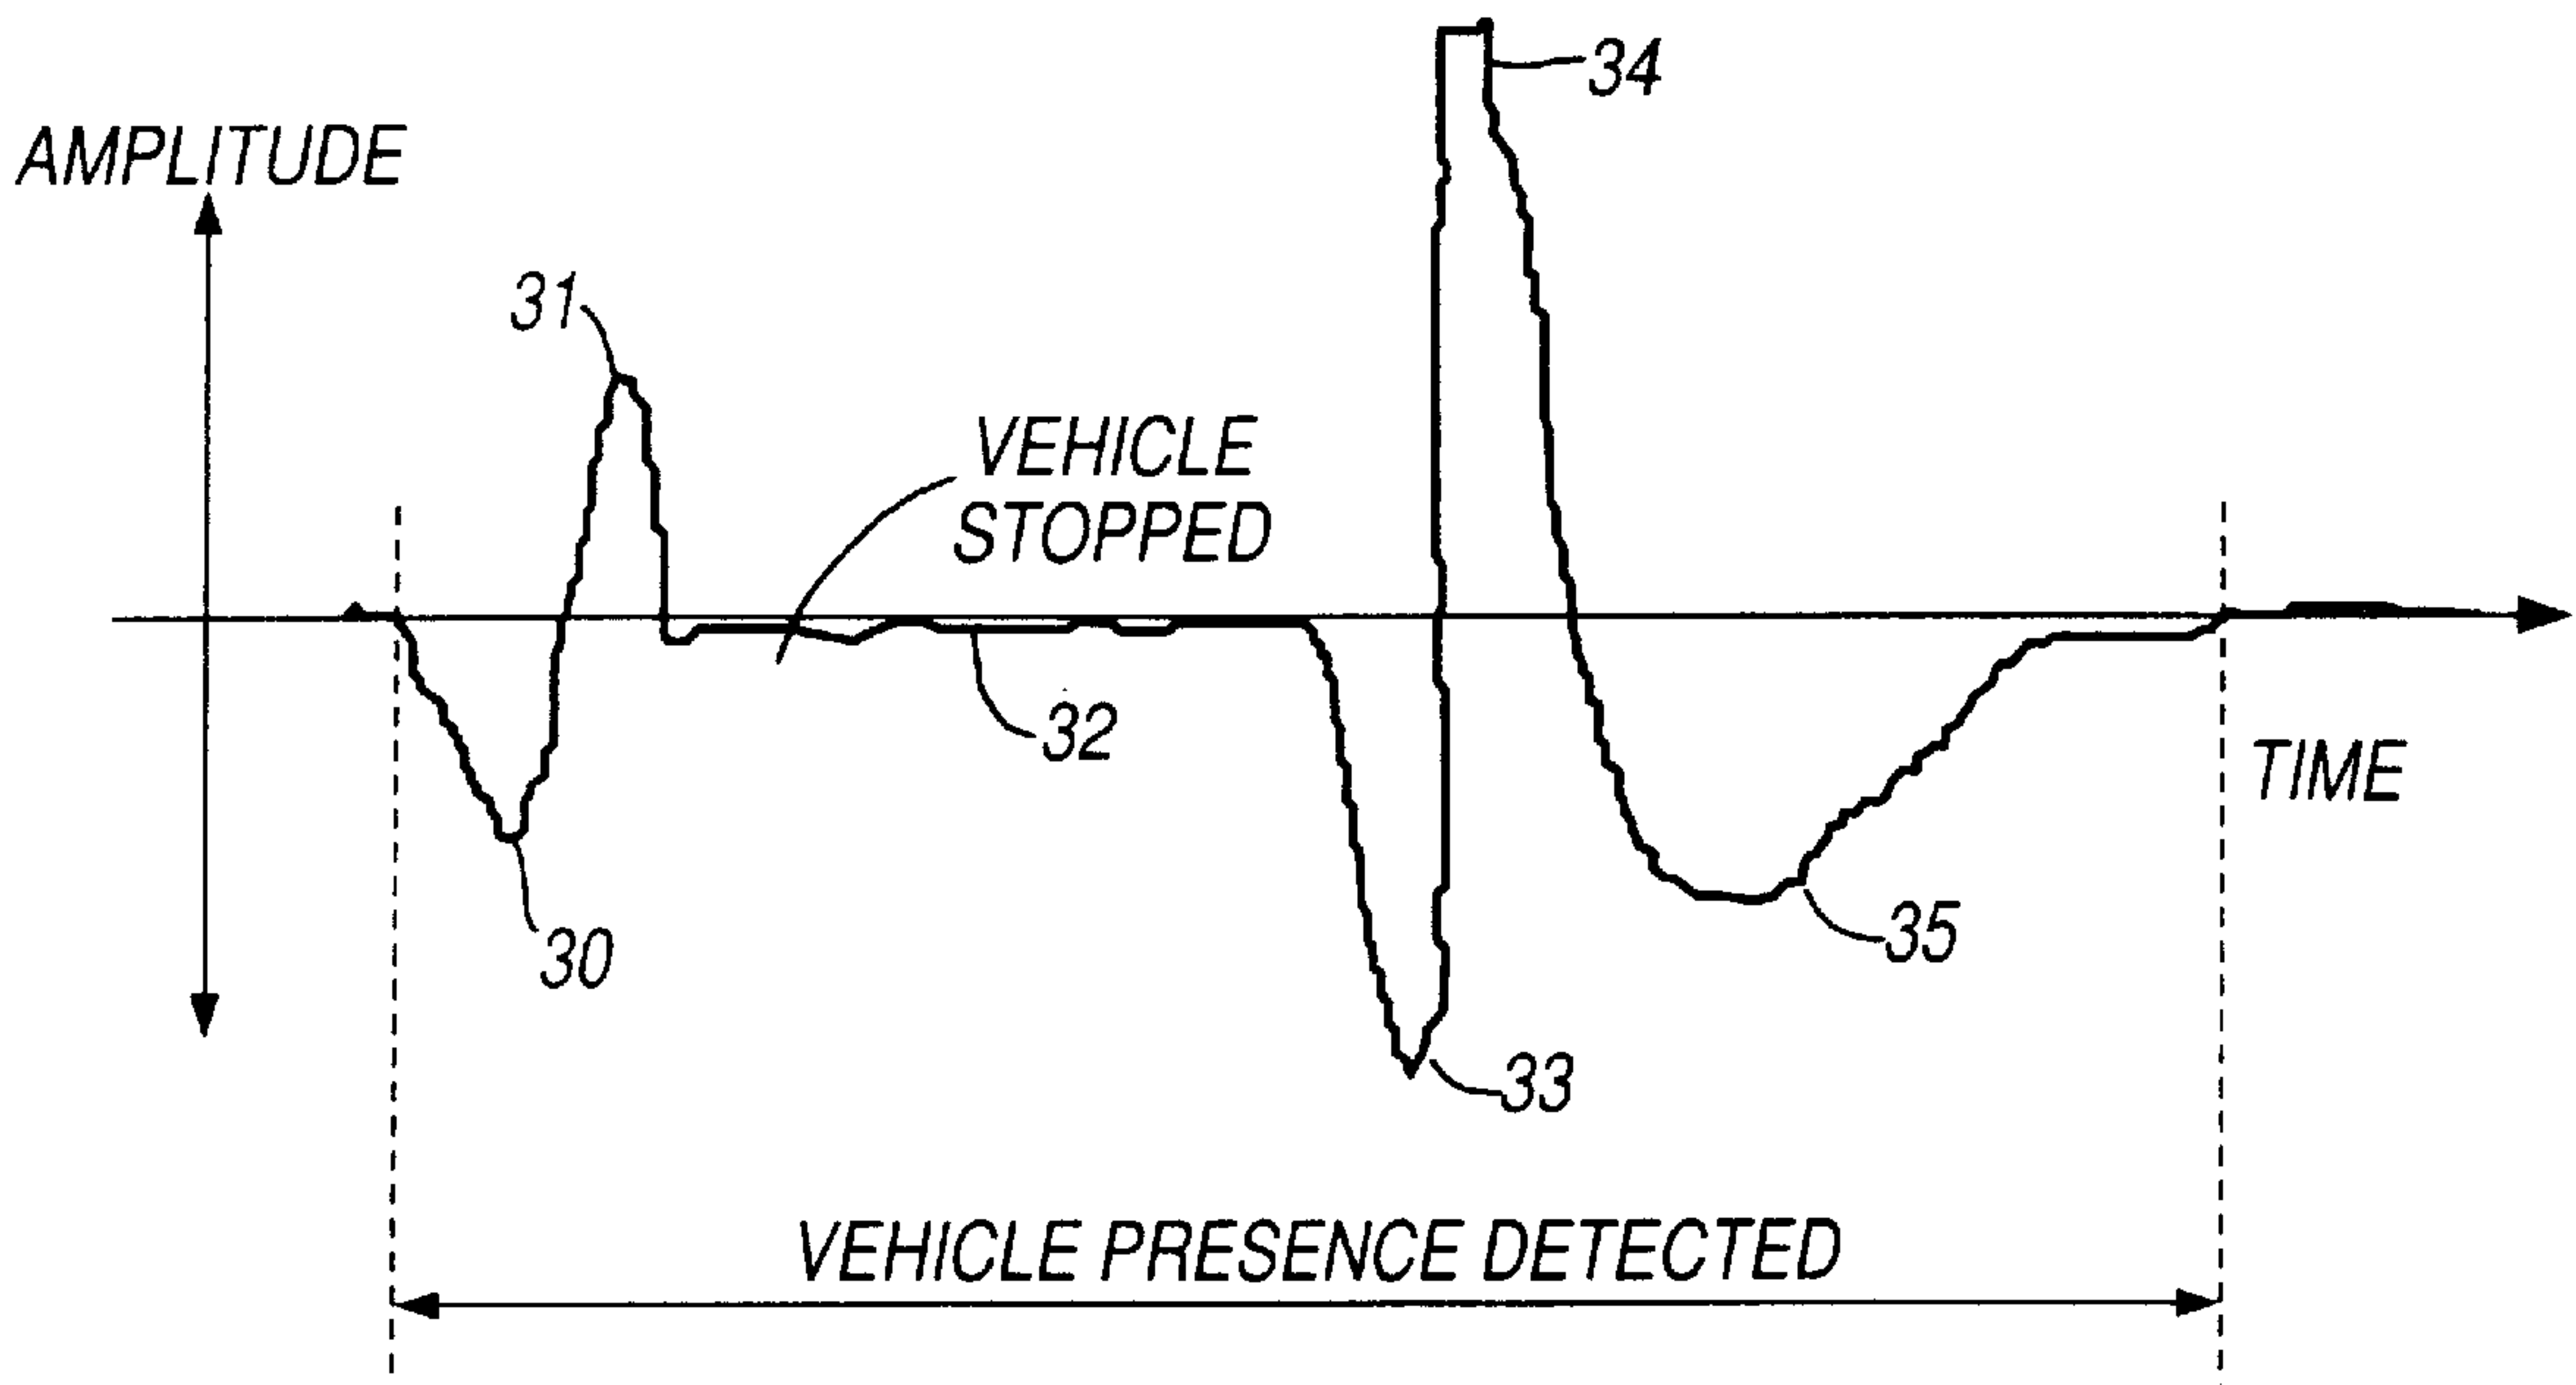 34
AMPLITUDE
31
VEHICLE
STOPPED
32
TIME
30
35
33
VEHICLE PRESENCE DETECTED